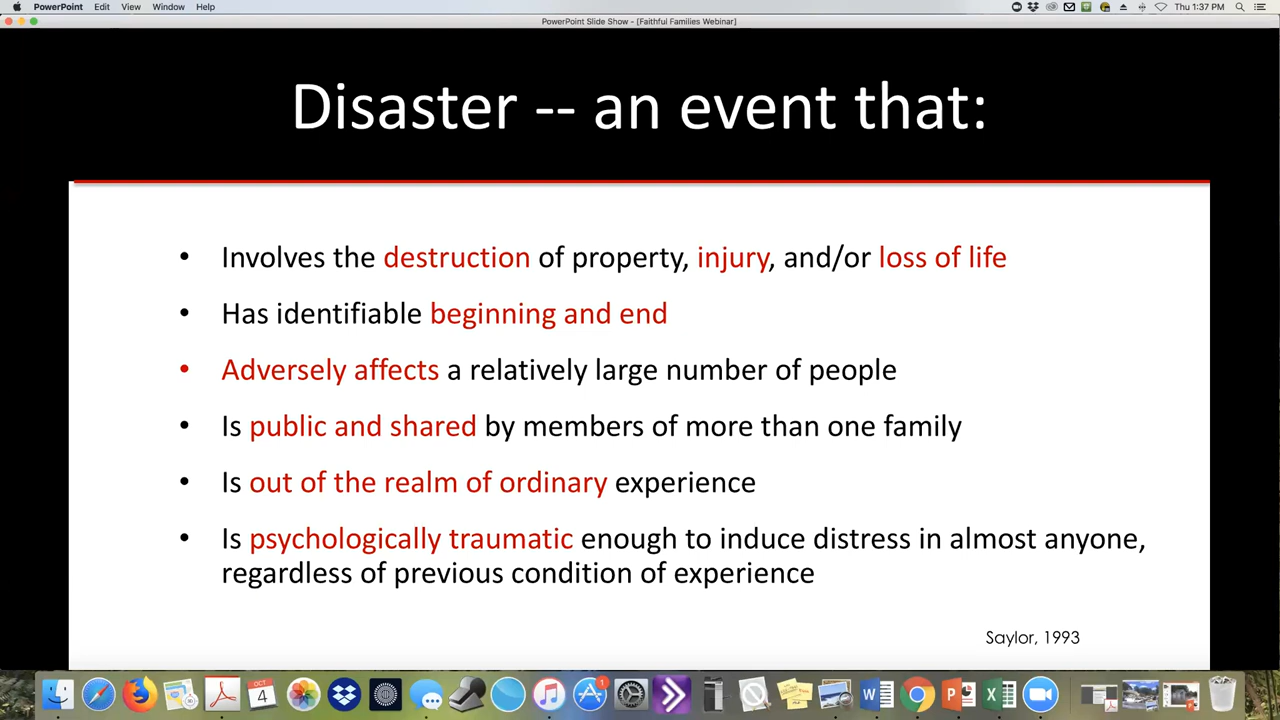 PowerPoint Edit View Window Help Thu 1:37 PM
PowerPoint Slide Show - [Faithful Families Webinar]
Disaster -- an event that:
• Involves the destruction of property, injury, and/or loss of life
• Has identifiable beginning and end
• Adversely affects a relatively large number of people
• Is public and shared by members of more than one family
• Is out of the realm of ordinary experience
• Is psychologically traumatic enough to induce distress in almost anyone,
regardless of previous condition of experience
Saylor, 1993
OCT
4
1